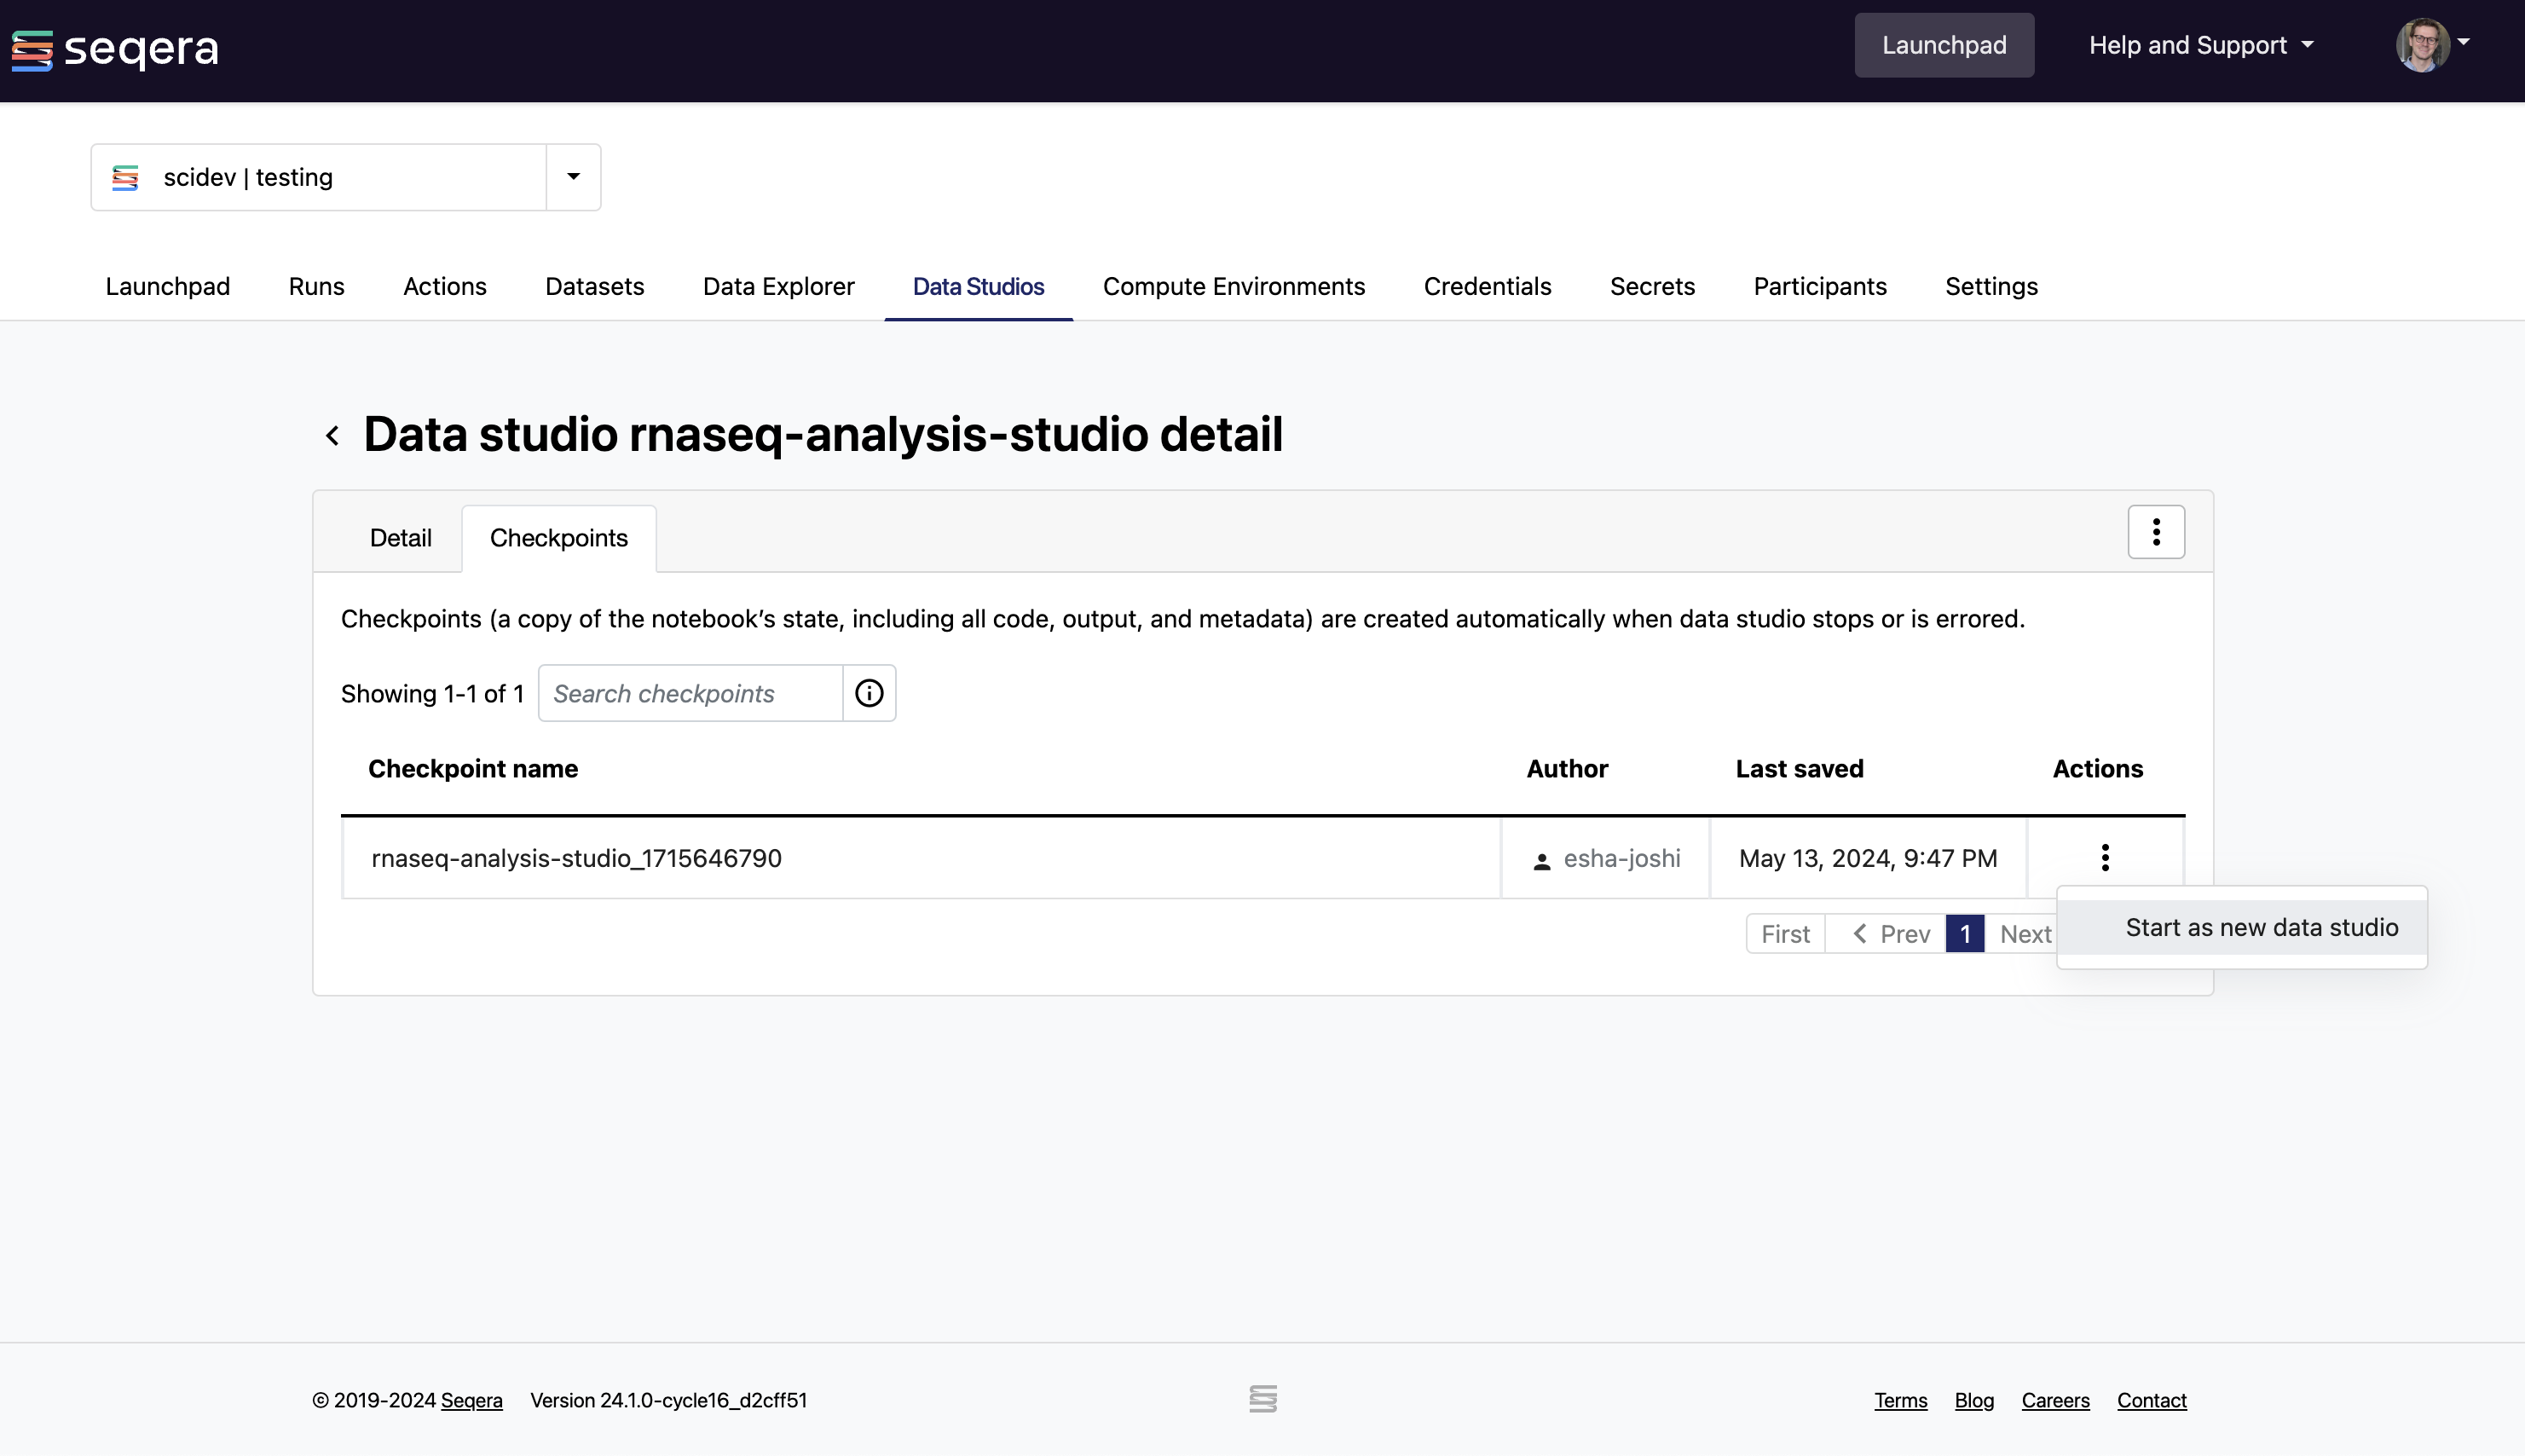 seqera
Launchpad
Help and Support
scidev | testing
Launchpad Runs Actions Datasets Data Explorer Data Studios Compute Environments Credentials Secrets Participants Settings
Data studio rnaseq-analysis-studio detail
Detail Checkpoints
Checkpoints (a copy of the notebook’s state, including all code, output, and metadata) are created automatically when data studio stops or is errored.
Showing 1-1 of 1 Search checkpoints
Checkpoint name Author Last saved Actions
rnaseq-analysis-studio_1715646790 esha-joshi May 13, 2024, 9:47 PM
Start as new data studio
First Prev 1 Next
© 2019-2024 Seqera Version 24.1.0-cycle16_d2cff51 Terms Blog Careers Contact